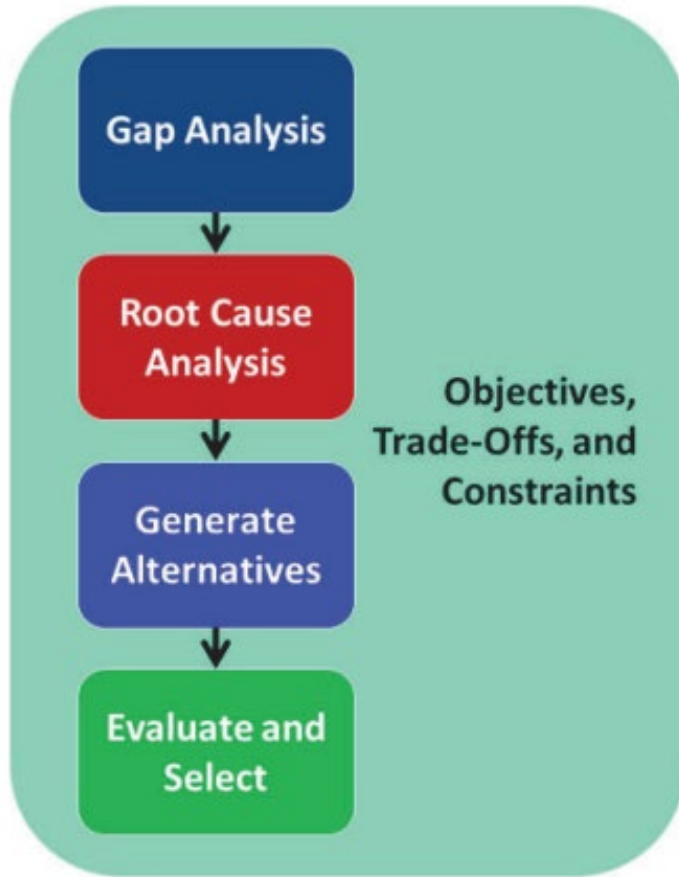 Gap Analysis
Root Cause
Analysis
Objectives,
Trade-Offs, and
Constraints
Generate
Alternatives
Evaluate and
Select